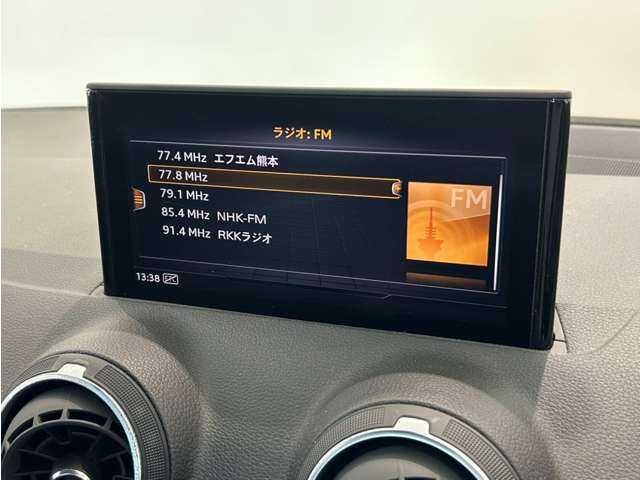 ラジオ: FM
77.4 MHz エフエム熊本
77.8 MHz
79.1 MHz
85.4 MHz NHK-FM
91.4 MHz RKKラジオ
FM
13:38